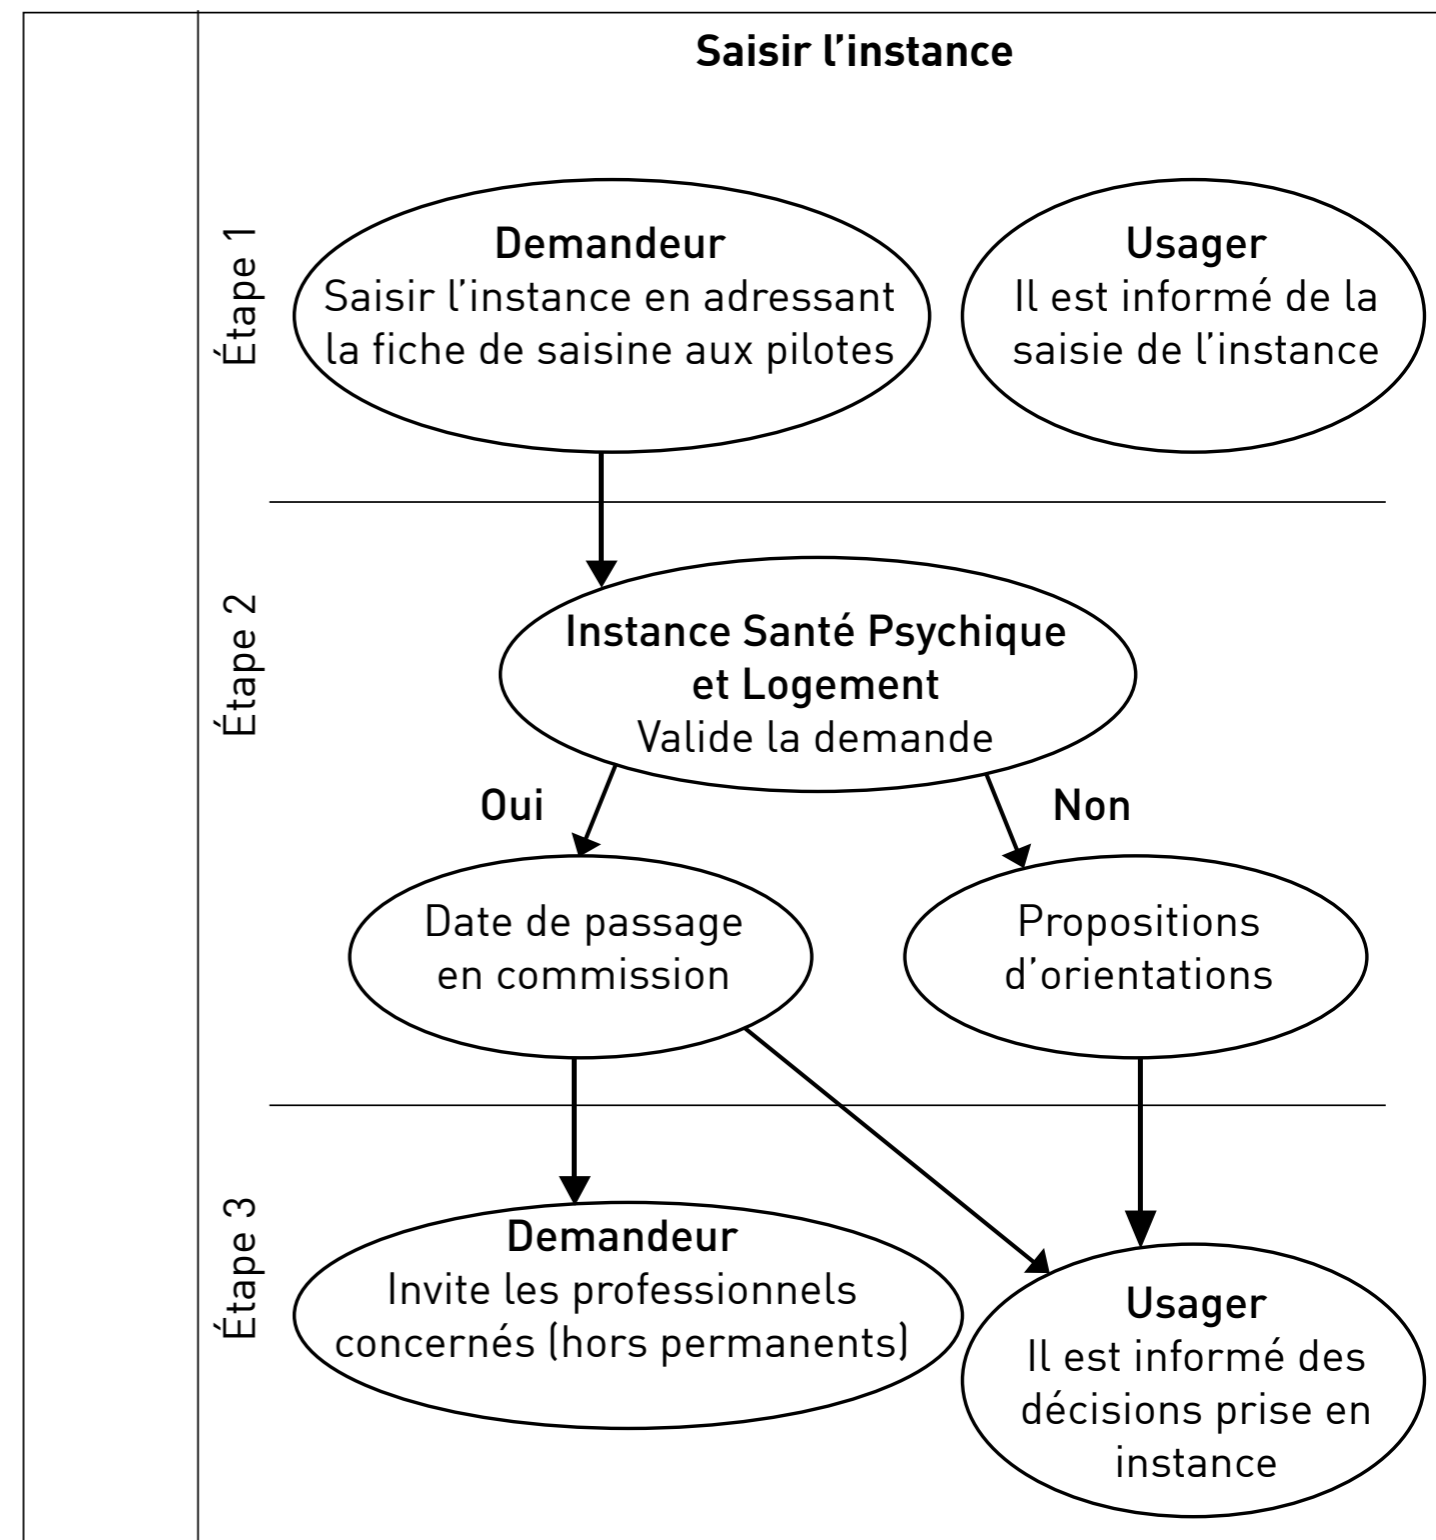 Saisir l’instance
Étape 1
Demandeur
Saisir l’instance en adressant
la fiche de saisine aux pilotes
Usager
Il est informé de la
saisie de l’instance
Étape 2
Instance Santé Psychique
et Logement
Valide la demande
Oui
Non
Date de passage
en commission
Propositions
d’orientations
Étape 3
Demandeur
Invite les professionnels
concernés (hors permanents)
Usager
Il est informé des
décisions prise en
instance